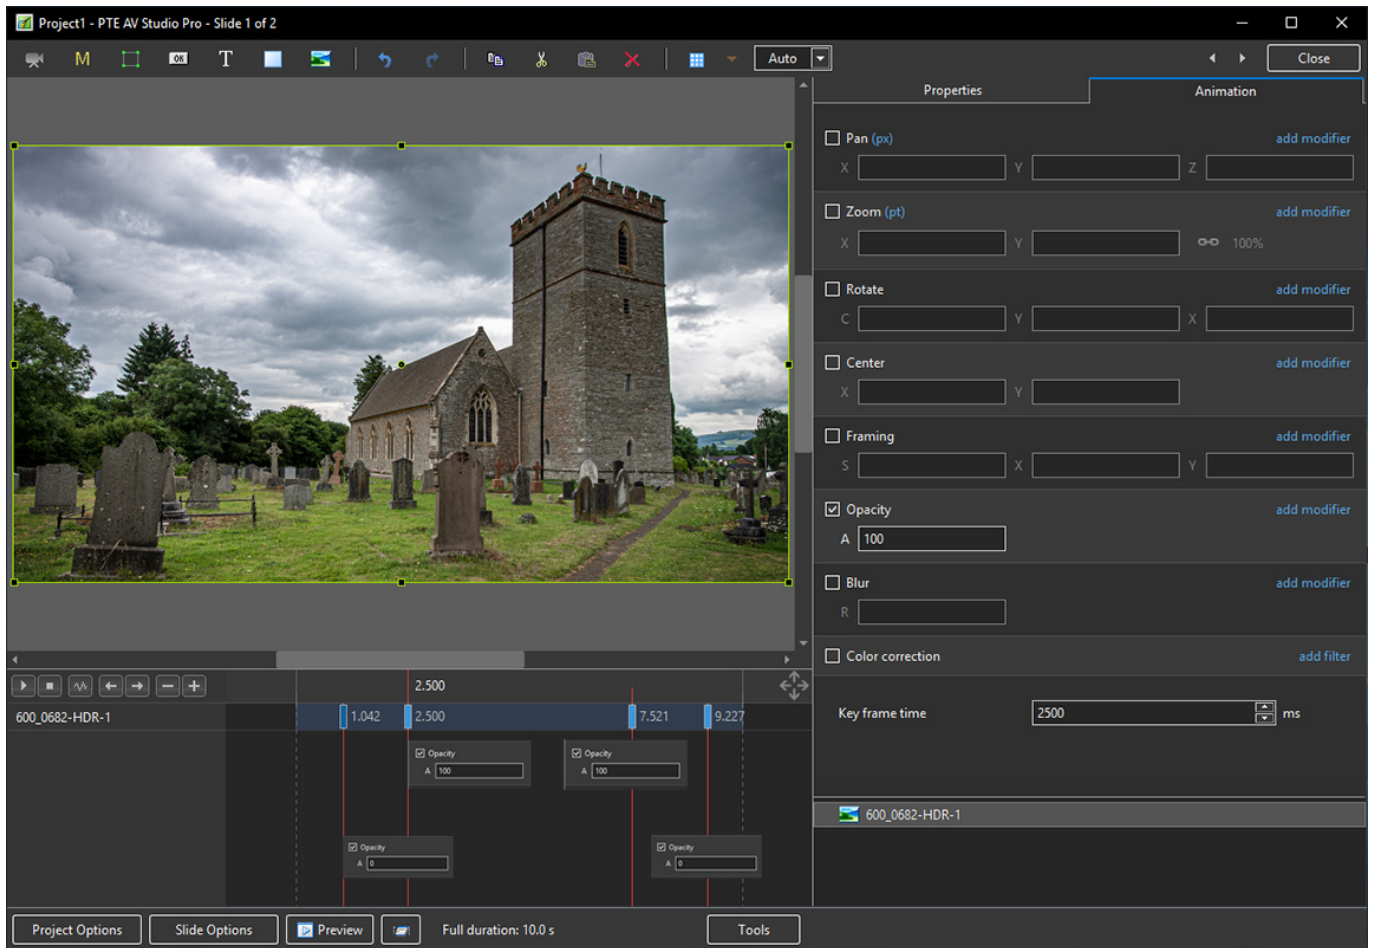 Project1 - PTE AV Studio Pro - Slide 1 of 2
M OK T Auto Close
Properties Animation
Pan (px) add modifier
X Y Z
Zoom (pt) add modifier
X Y 100%
Rotate add modifier
C Y X
Center add modifier
X Y
Framing add modifier
S X Y
Opacity add modifier
A 100
Blur add modifier
R
Color correction add filter
Key frame time 2500 ms
600_0682-HDR-1
2.500
600_0682-HDR-1 1.042 2.500 7.521 9.227
Opacity Opacity
A 100 A 100
Opacity Opacity
A 0 A 0
Project Options Slide Options Preview Full duration: 10.0 s Tools